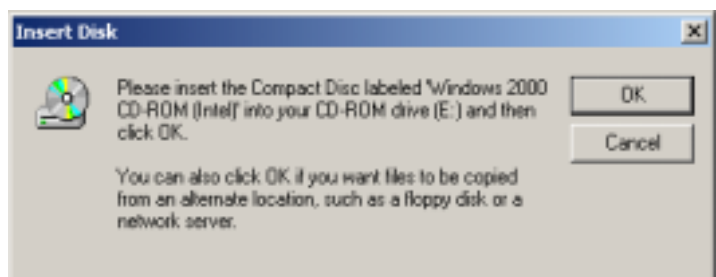 Insert Disk
Please insert the Compact Disc labeled 'Windows 2000
CD-ROM (Intel)' into your CD-ROM drive (E:) and then
click OK.
You can also click OK if you want files to be copied
from an alternate location, such as a floppy disk or a
network server.
OK
Cancel